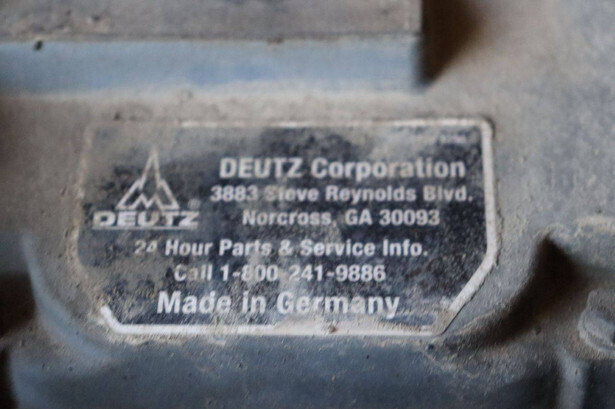 DEUTZ Corporation
3883 Steve Reynolds Blvd.
Norcross, GA 30093
DEUTZ®
24 Hour Parts & Service Info.
Call 1-800-241-9886
Made in Germany